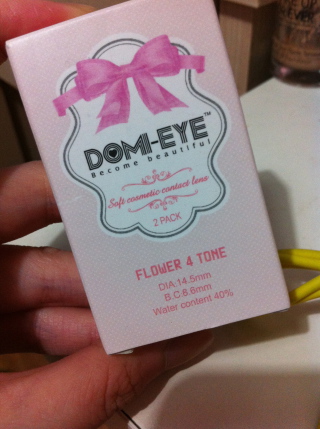 DOMI-EYE™
Become beautiful
Soft cosmetic contact lens
2 PACK
FLOWER 4 TONE
DIA.14.5mm
B.C.8.6mm
Water content 40%